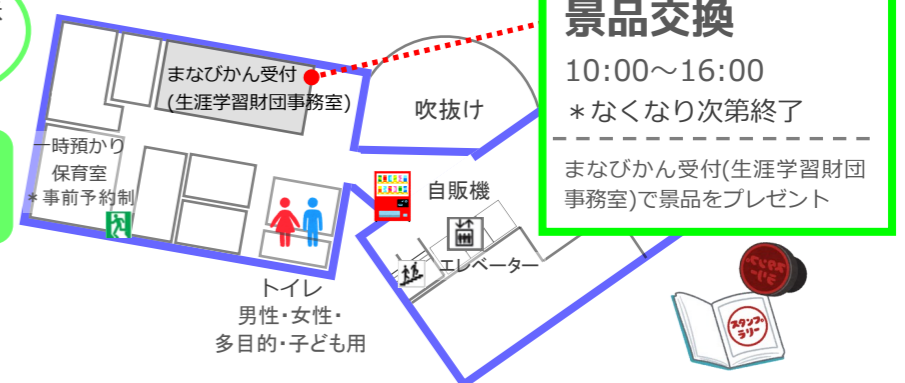 景品交換
10:00～16:00
＊なくなり次第終了
まなびかん受付(生涯学習財団
事務室)で景品をプレゼント
まなびかん受付
(生涯学習財団事務室)
吹抜け
一時預かり
保育室
＊事前予約制
自販機
エレベーター
トイレ
男性・女性・
多目的・子ども用
スタンプ
ラリー